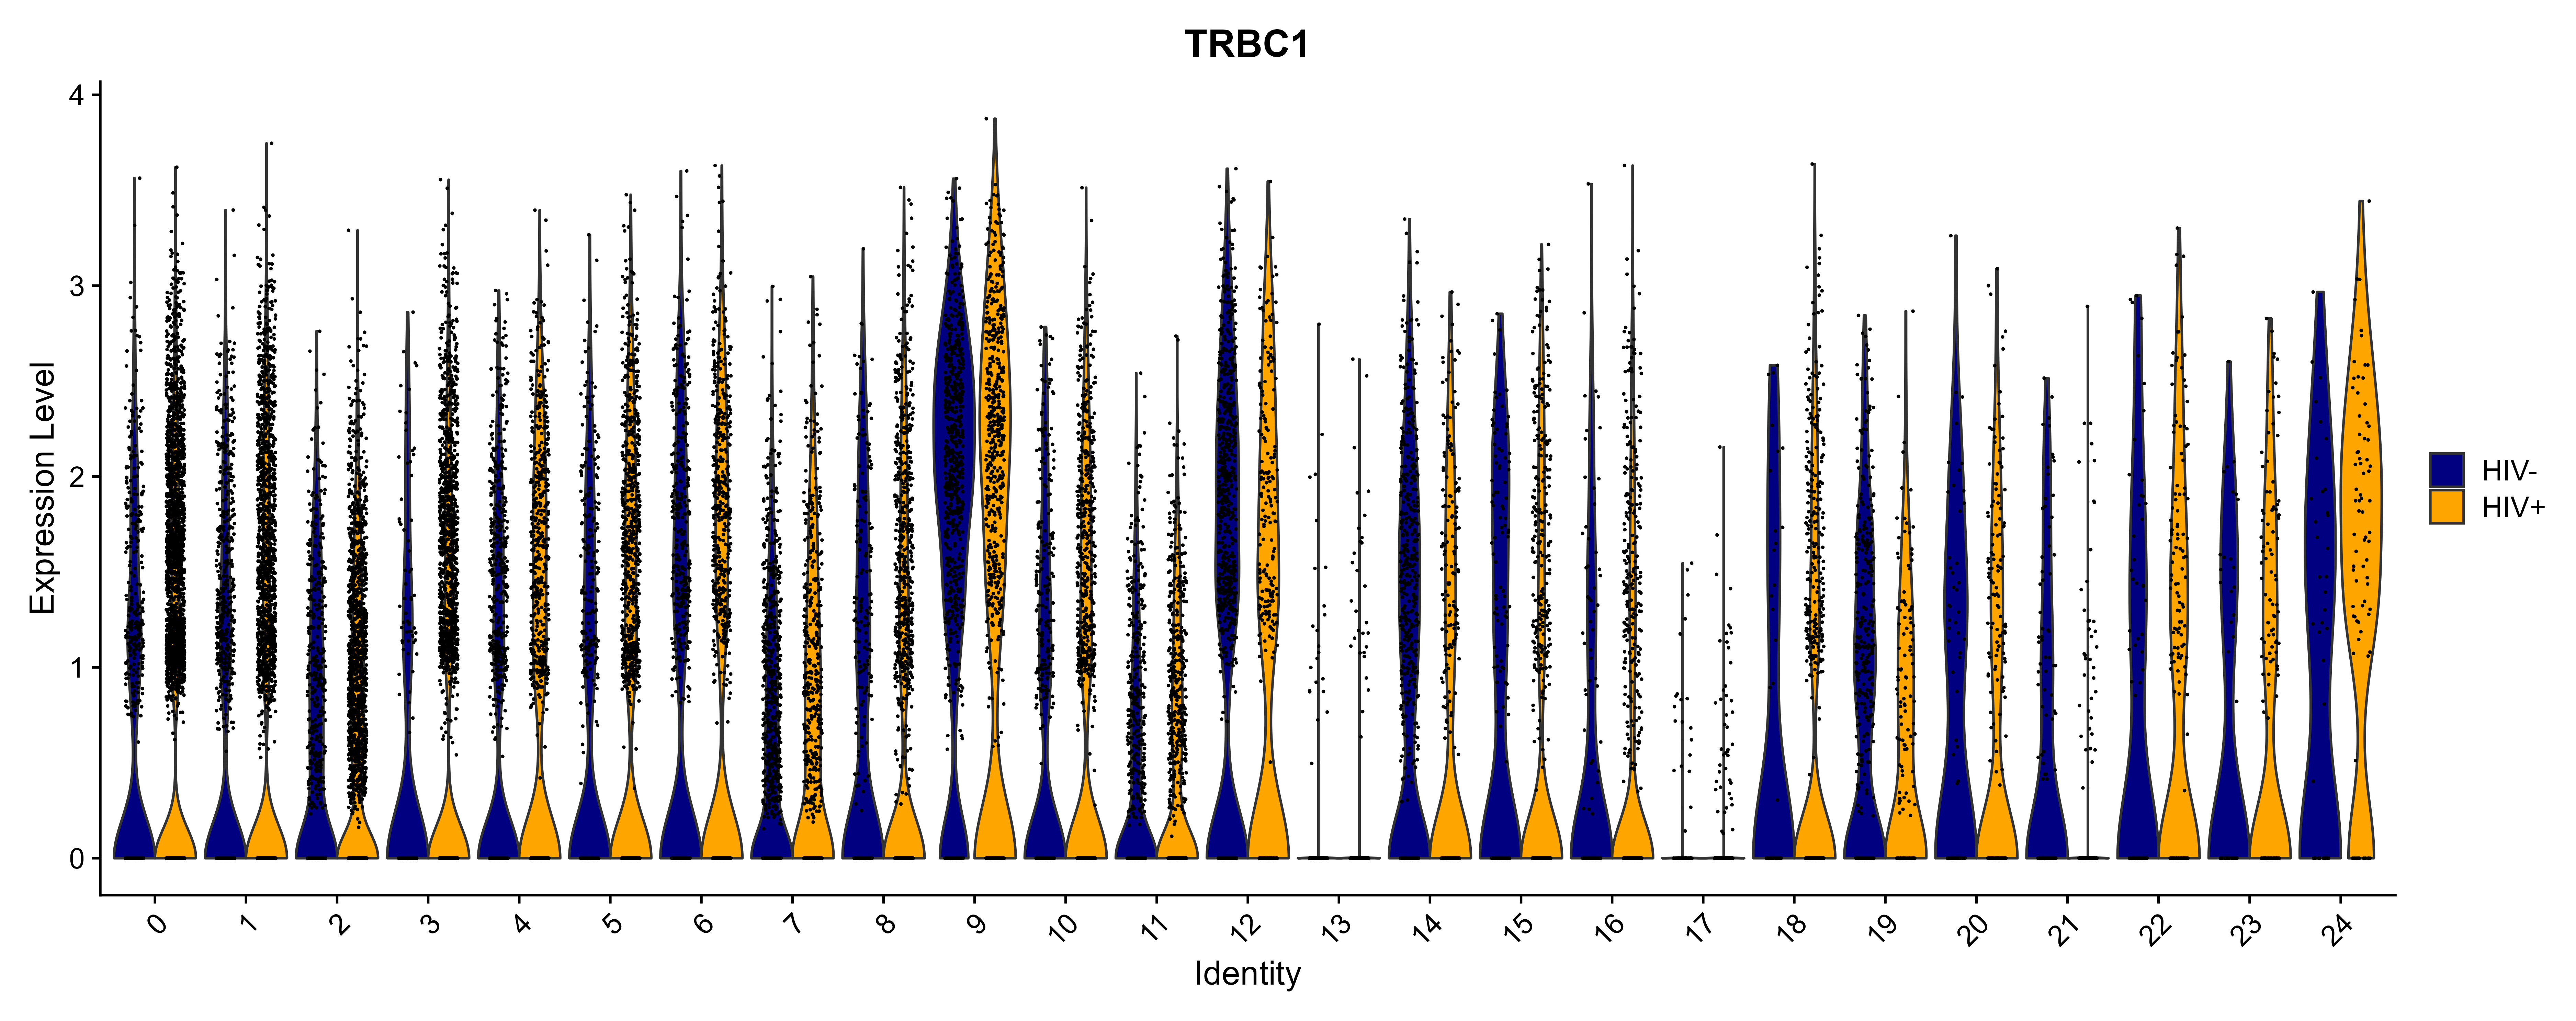 TRBC1
Expression Level
4
3
2
1
0
0 1 2 3 4 5 6 7 8 9 10 11 12 13 14 15 16 17 18 19 20 21 22 23 24
Identity
HIV-
HIV+